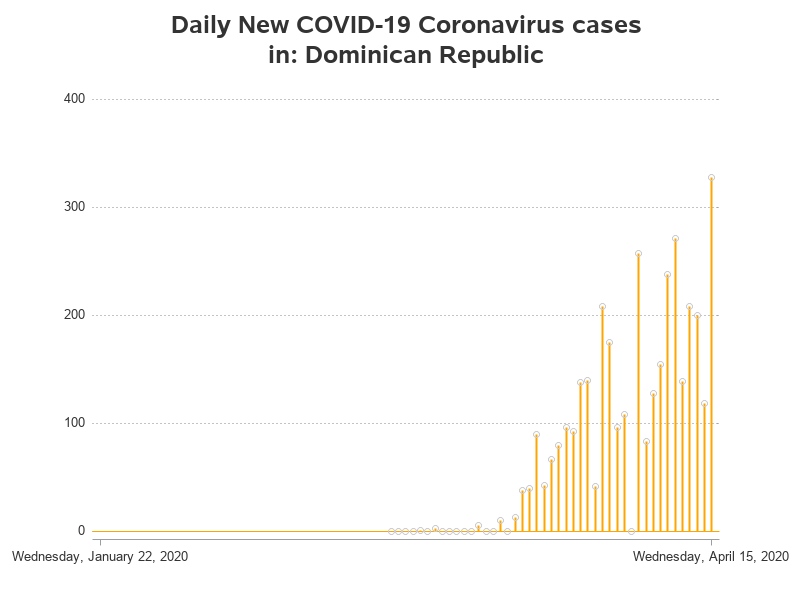 Daily New COVID-19 Coronavirus cases
in: Dominican Republic
400
300
200
100
0
Wednesday, January 22, 2020
Wednesday, April 15, 2020